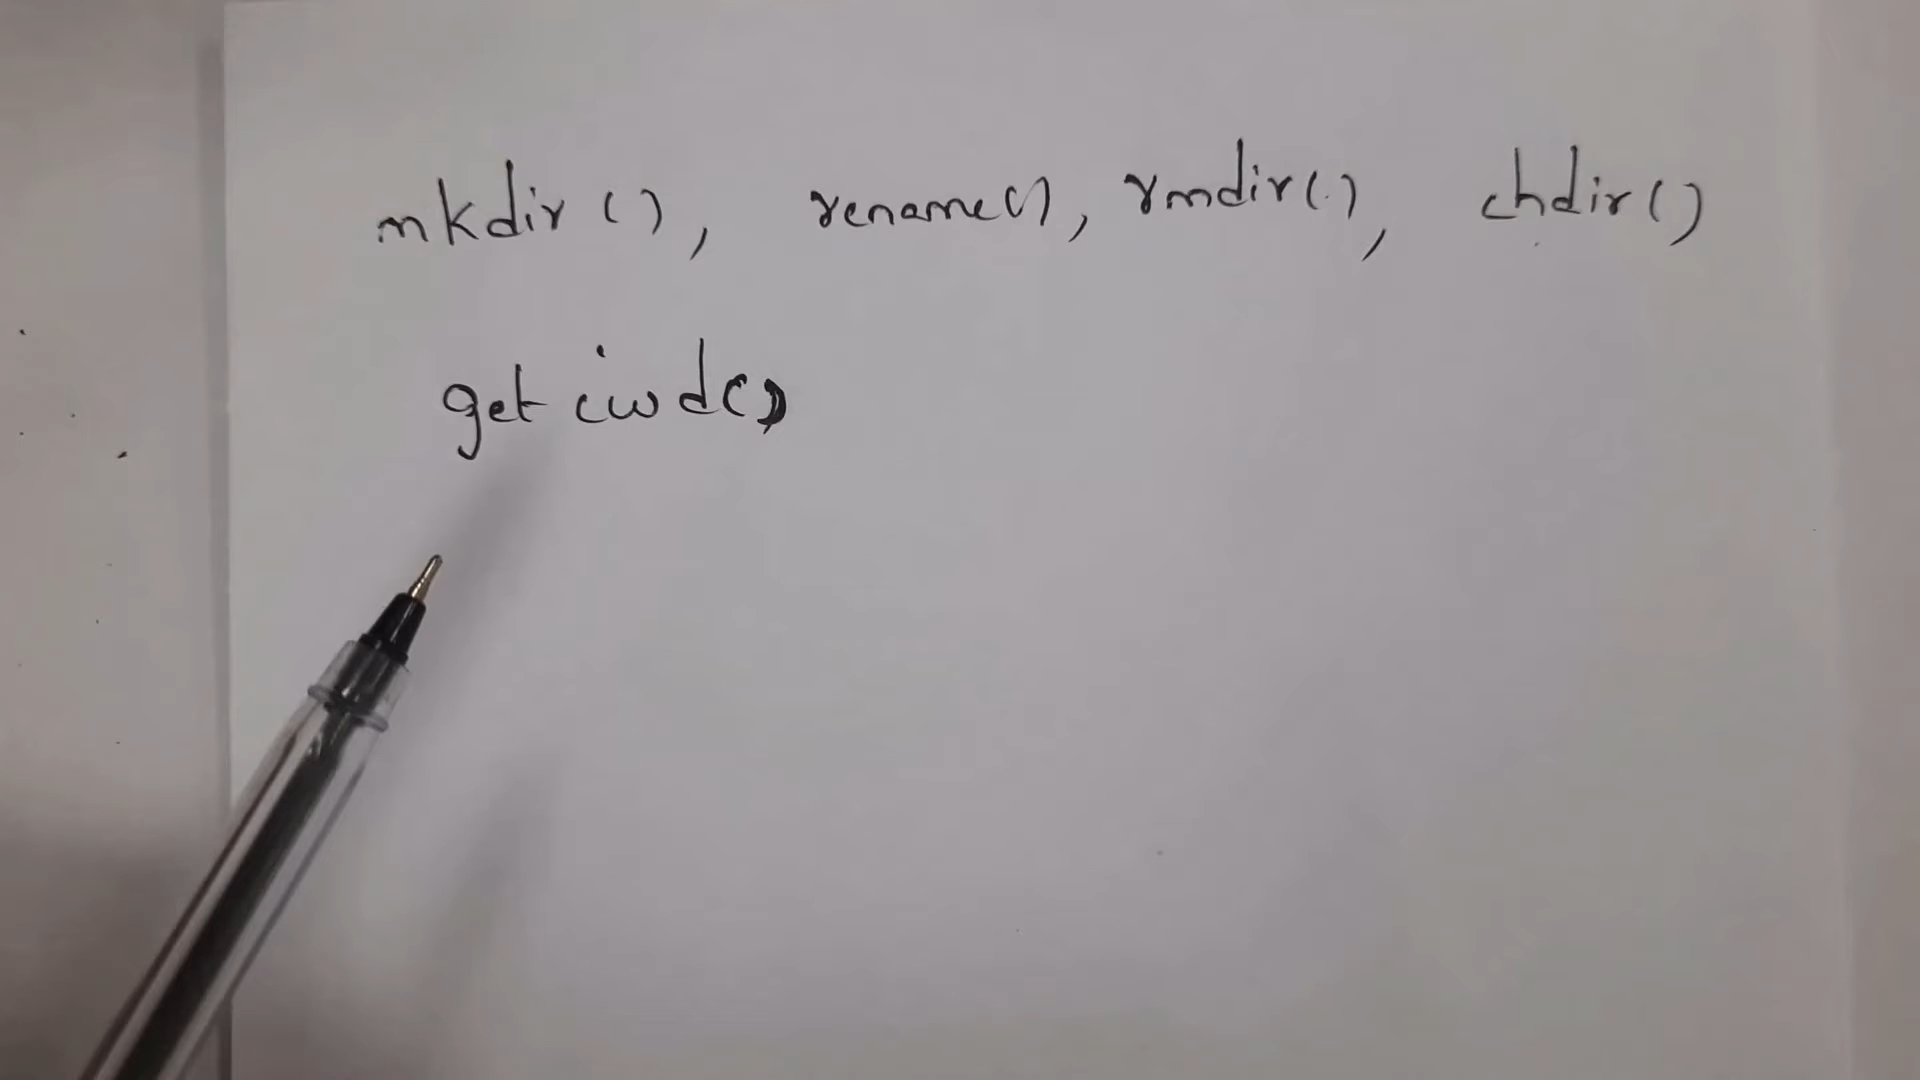 mkdir(), rename(), rmdir(), chdir()
getcwd()